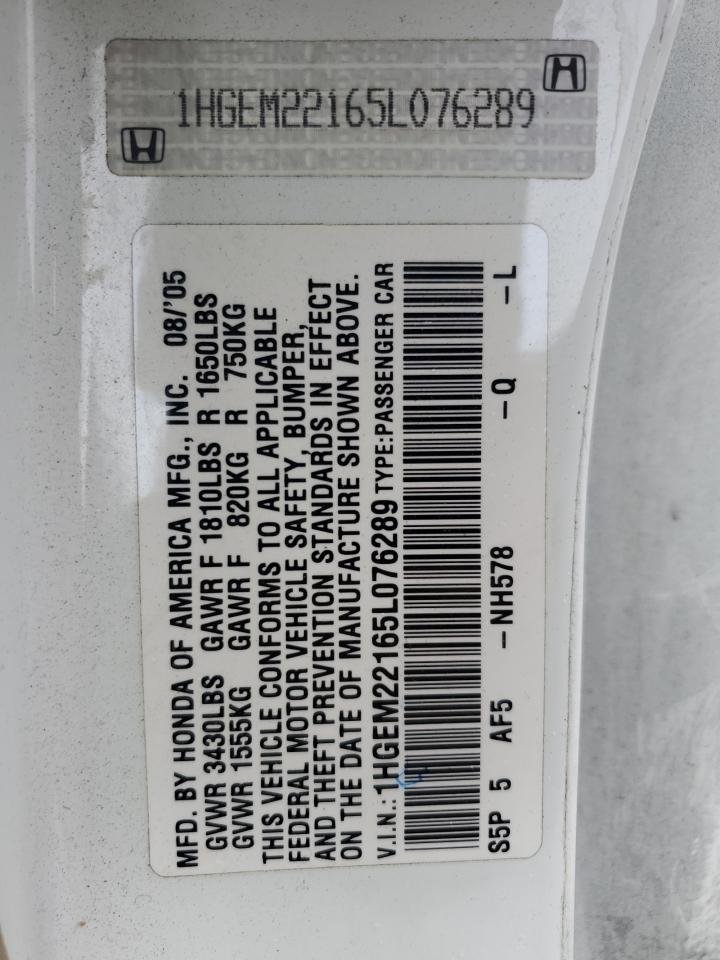 1HGEM22165L076289
MFD. BY HONDA OF AMERICA MFG., INC. 08/'05
GVWR 3430LBS GAWR F 1810LBS R 1650LBS
GVWR 1555KG GAWR F 820KG R 750KG
THIS VEHICLE CONFORMS TO ALL APPLICABLE
FEDERAL MOTOR VEHICLE SAFETY, BUMPER,
AND THEFT PREVENTION STANDARDS IN EFFECT
ON THE DATE OF MANUFACTURE SHOWN ABOVE.
V.I.N.:1HGEM22165L076289 TYPE:PASSENGER CAR
S5P 5 AF5 -NH578 -Q -L